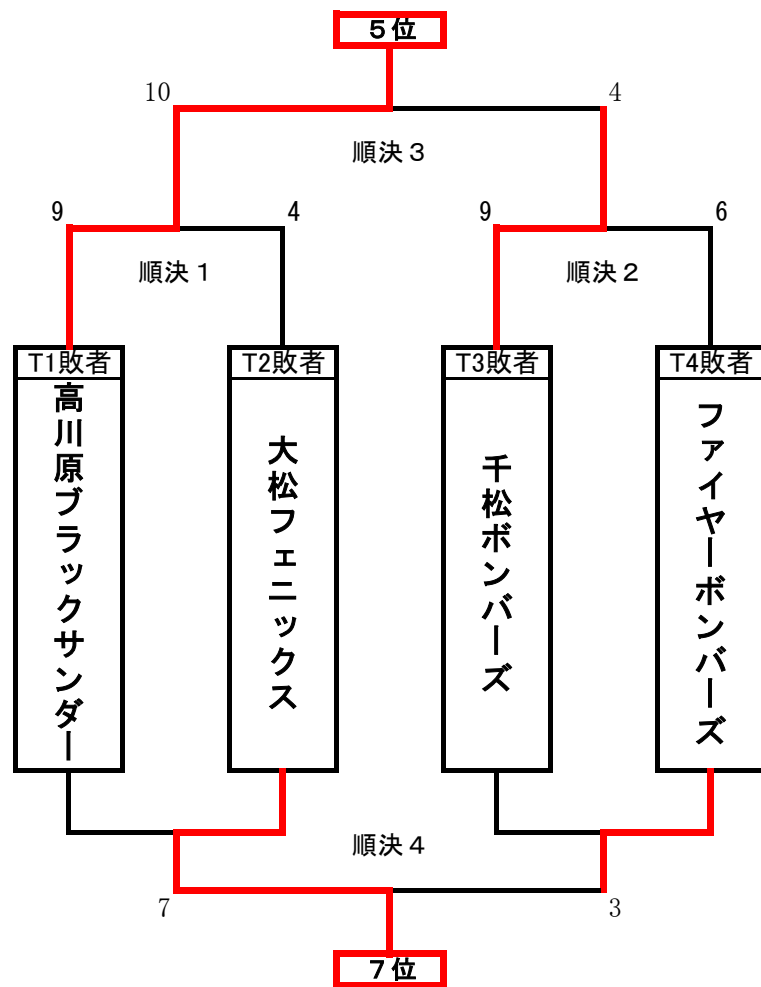 ５位
10
4
順決３
9
4
9
6
順決１
順決２
T1敗者
T2敗者
T3敗者
T4敗者
高川原ブラックサンダー
大松フェニックス
千松ボンバーズ
ファイヤーボンバーズ
順決４
7
3
７位